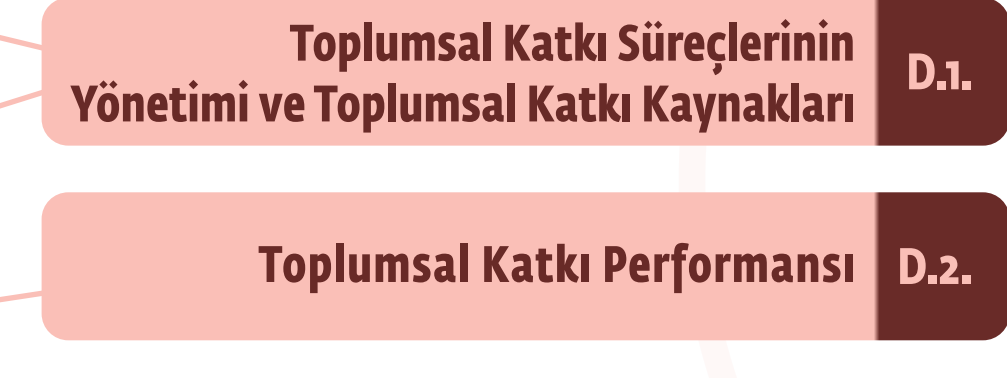 Toplumsal Katkı Süreçlerinin
Yönetimi ve Toplumsal Katkı Kaynakları
D.1.
Toplumsal Katkı Performansı
D.2.